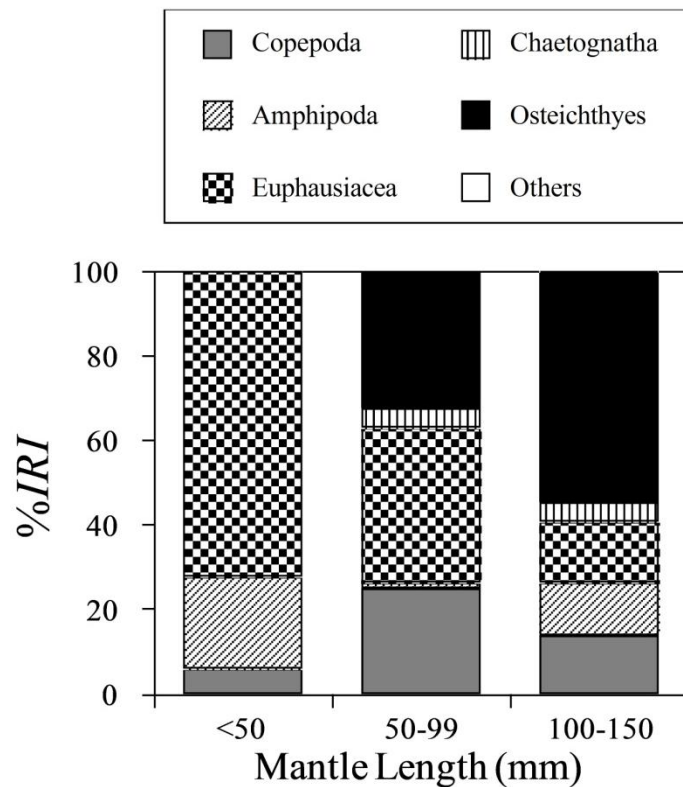 Copepoda
Chaetognatha
Amphipoda
Osteichthyes
Euphausiacea
Others
100
80
60
40
20
0
%IRI
<50
50-99
100-150
Mantle Length (mm)